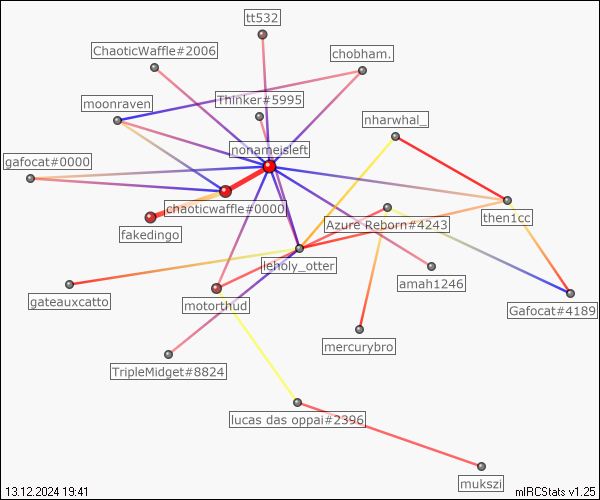 tt532
ChaoticWaffle#2006
chobham.
Thinker#5995
moonraven
nharwhal_
nonameisleft
gafocat#0000
chaoticwaffle#0000
then1cc
Azure Reborn#4243
fakedingo
leholy_otter
amah1246
gateauxcatto
motorthud
Gafocat#4189
mercurybro
TripleMidget#8824
lucas das oppai#2396
mukszi
13.12.2024 19:41
mIRCStats v1.25